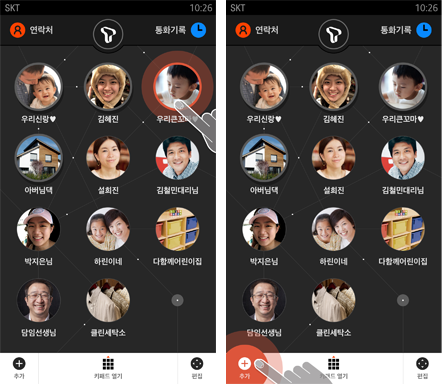 SKT 10:26
연락처 통화기록
우리신랑♥ 김혜진 우리큰꼬마♥
아버님댁 설희진 김철민대리님
박지은님 하린이네 다함께어린이집
담임선생님 클린세탁소
추가 키패드 열기 편집
SKT 10:26
연락처 통화기록
우리신랑♥ 김혜진 우리큰꼬마♥
아버님댁 설희진 김철민대리님
박지은님 하린이네 다함께어린이집
담임선생님 클린세탁소
추가 키패드 열기 편집